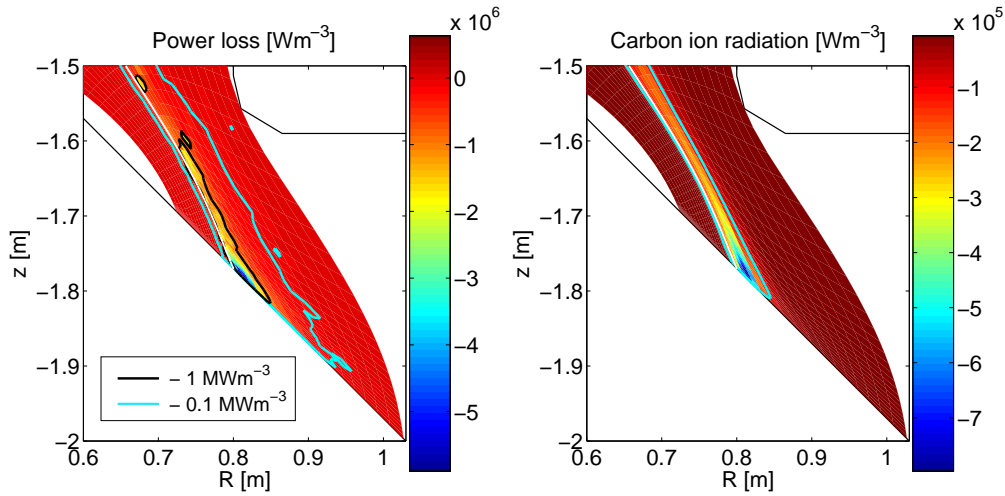 Power loss [Wm⁻³]
x 10⁶
−1.5
−1.6
−1.7
−1.8
−1.9
−2
z [m]
0.6 0.7 0.8 0.9 1
R [m]
0
−1
−2
−3
−4
−5
− 1 MWm⁻³
− 0.1 MWm⁻³
Carbon ion radiation [Wm⁻³]
x 10⁵
−1.5
−1.6
−1.7
−1.8
−1.9
−2
z [m]
0.6 0.7 0.8 0.9 1
R [m]
−1
−2
−3
−4
−5
−6
−7